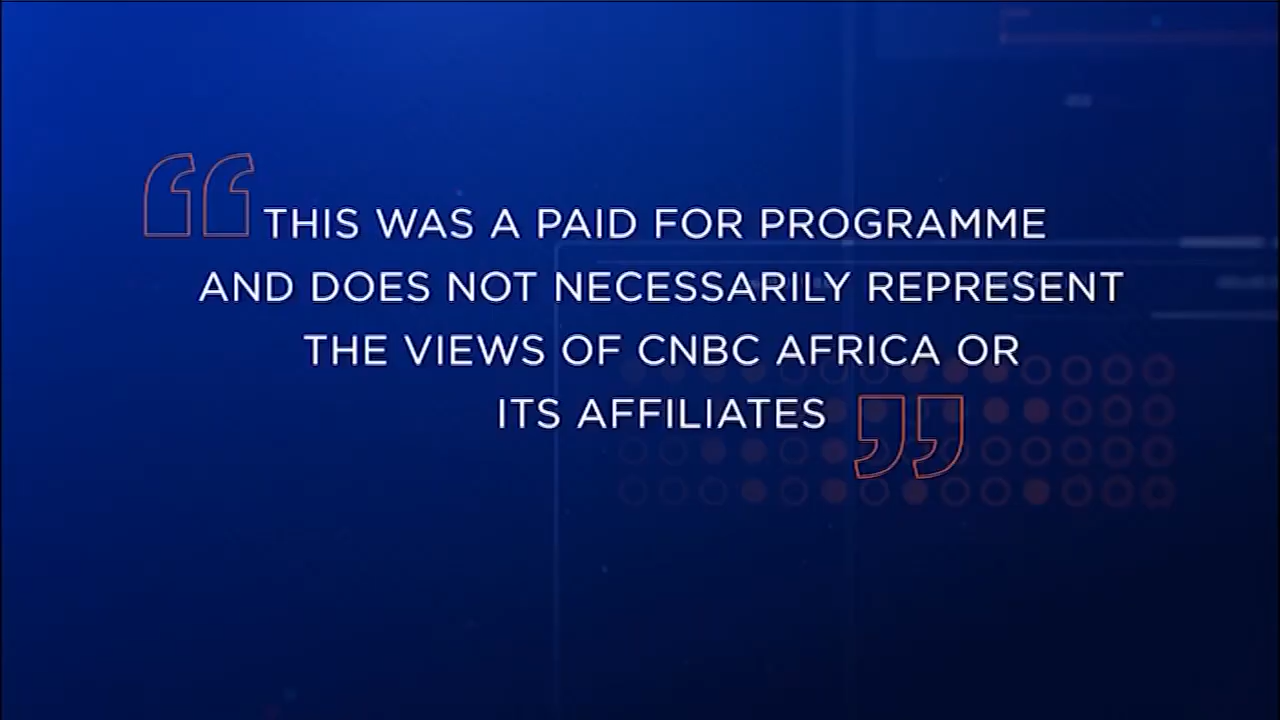 “THIS WAS A PAID FOR PROGRAMME
AND DOES NOT NECESSARILY REPRESENT
THE VIEWS OF CNBC AFRICA OR
ITS AFFILIATES”